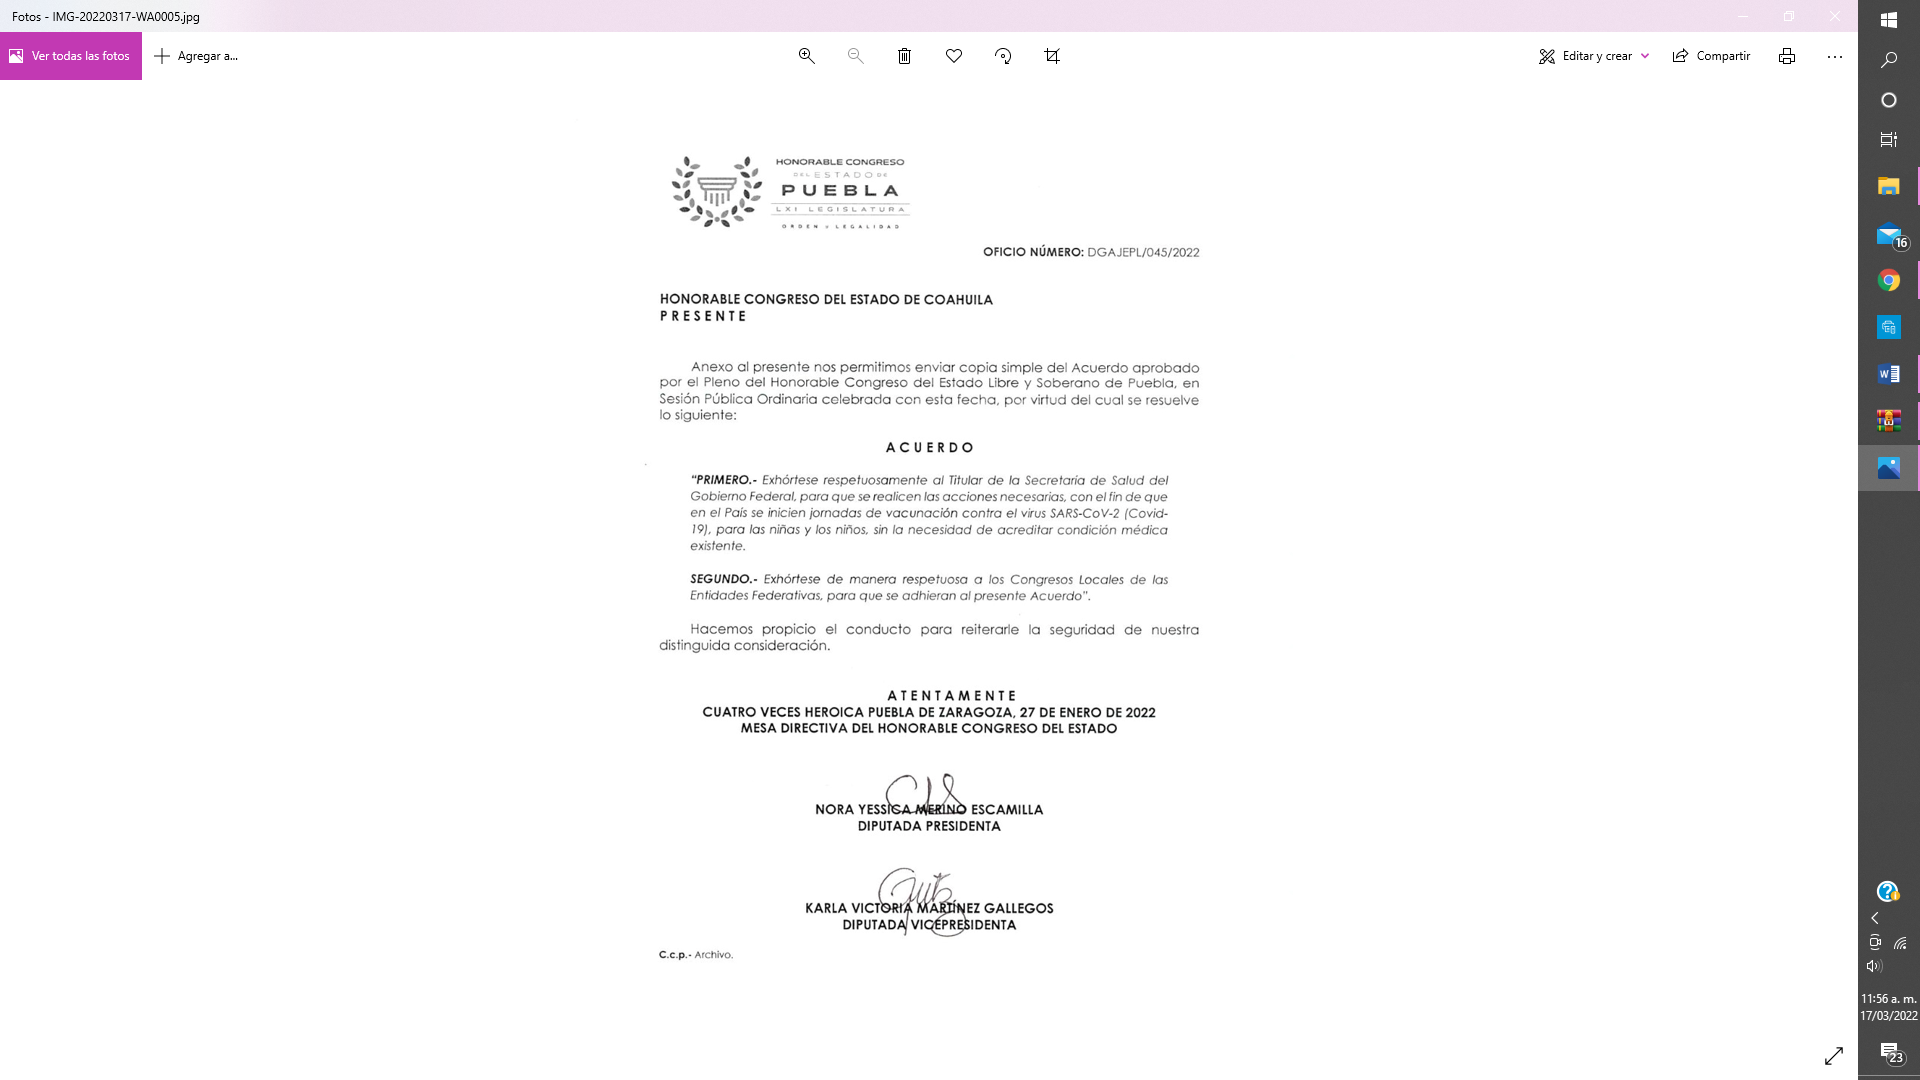 Fotos - IMG-20220317-WA0005.jpg
Ver todas las fotos
Agregar a...
Editar y crear
Compartir
HONORABLE CONGRESO
DEL ESTADO DE
PUEBLA
LXI LEGISLATURA
ORDEN Y LEGALIDAD
OFICIO NÚMERO: DGAJEPL/045/2022
HONORABLE CONGRESO DEL ESTADO DE COAHUILA
P R E S E N T E
Anexo al presente nos permitimos enviar copia simple del Acuerdo aprobado
por el Pleno del Honorable Congreso del Estado Libre y Soberano de Puebla, en
Sesión Pública Ordinaria celebrada con esta fecha, por virtud del cual se resuelve
lo siguiente:
A C U E R D O
“PRIMERO.- Exhórtese respetuosamente al Titular de la Secretaría de Salud del
Gobierno Federal, para que se realicen las acciones necesarias, con el fin de que
en el País se inicien jornadas de vacunación contra el virus SARS-CoV-2 (Covid-
19), para las niñas y los niños, sin la necesidad de acreditar condición médica
existente.
SEGUNDO.- Exhórtese de manera respetuosa a los Congresos Locales de las
Entidades Federativas, para que se adhieran al presente Acuerdo”.
Hacemos propicio el conducto para reiterarle la seguridad de nuestra
distinguida consideración.
A T E N T A M E N T E
CUATRO VECES HEROICA PUEBLA DE ZARAGOZA, 27 DE ENERO DE 2022
MESA DIRECTIVA DEL HONORABLE CONGRESO DEL ESTADO
NORA YESSICA MERINO ESCAMILLA
DIPUTADA PRESIDENTA
KARLA VICTORIA MARTÍNEZ GALLEGOS
DIPUTADA VICEPRESIDENTA
C.c.p.- Archivo.
16
11:56 a. m.
17/03/2022
23